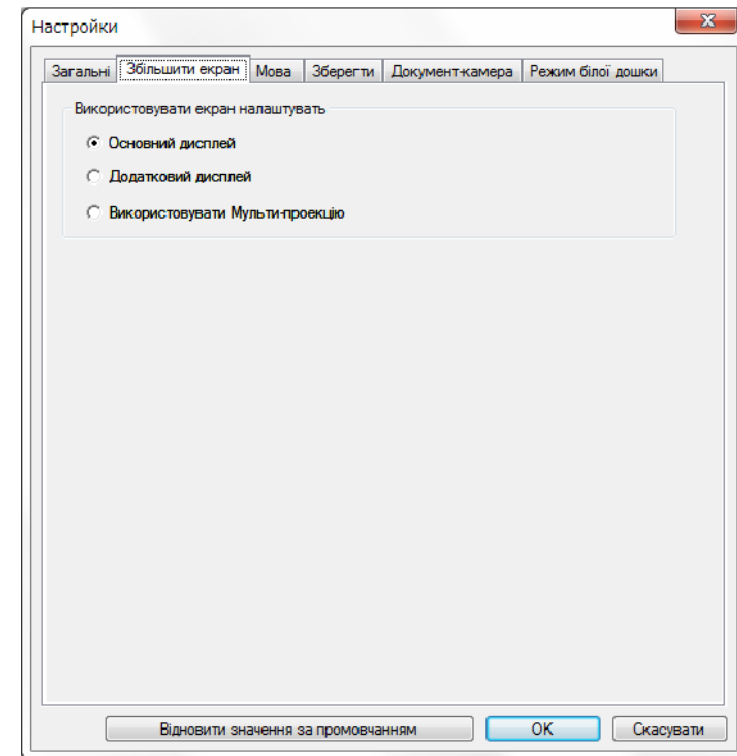 Настройки
Загальні Збільшити екран Мова Зберегти Документ-камера Режим білої дошки
Використовувати екран налаштувать
Основний дисплей
Додатковий дисплей
Використовувати Мульти-проекцію
Відновити значення за промовчанням OK Скасувати